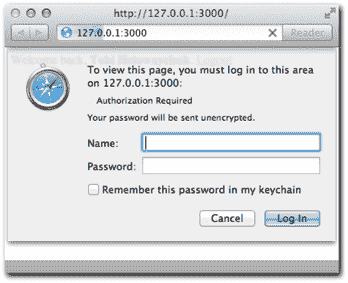 http://127.0.0.1:3000/
127.0.0.1:3000
Reader
To view this page, you must log in to this area
on 127.0.0.1:3000:
Authorization Required
Your password will be sent unencrypted.
Name:
Password:
Remember this password in my keychain
Cancel
Log In